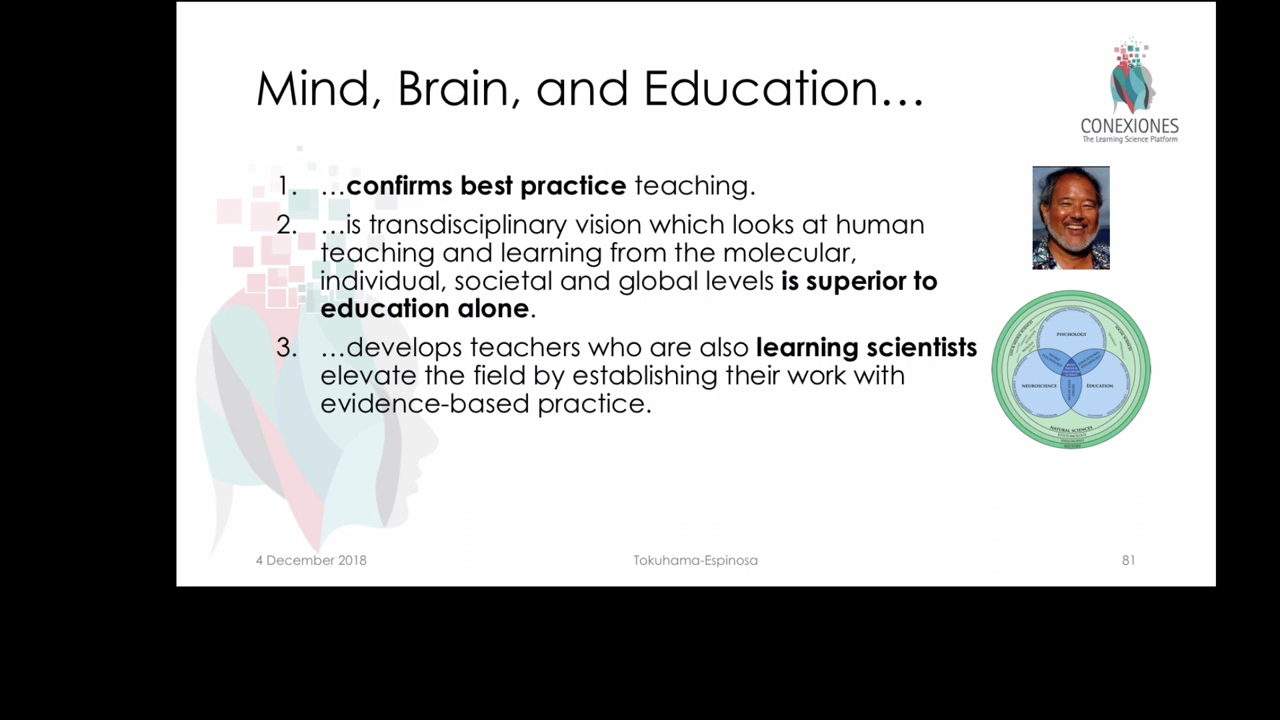 Mind, Brain, and Education…
CONEXIONES
The Learning Science Platform
1. …confirms best practice teaching.
2. …is transdisciplinary vision which looks at human
teaching and learning from the molecular,
individual, societal and global levels is superior to
education alone.
3. …develops teachers who are also learning scientists
elevate the field by establishing their work with
evidence-based practice.
PSYCHOLOGY
NEUROSCIENCE
EDUCATION
NATURAL SCIENCES
4 December 2018
Tokuhama-Espinosa
81